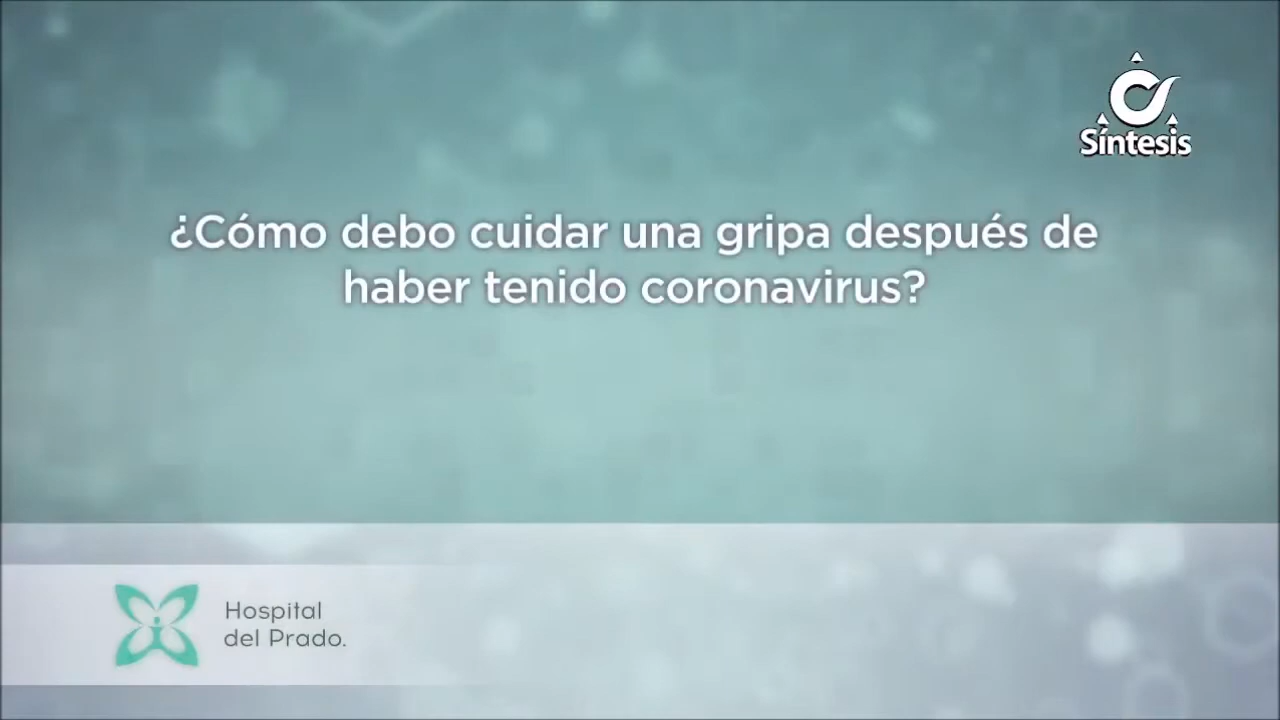 Síntesis
¿Cómo debo cuidar una gripa después de
haber tenido coronavirus?
Hospital
del Prado.